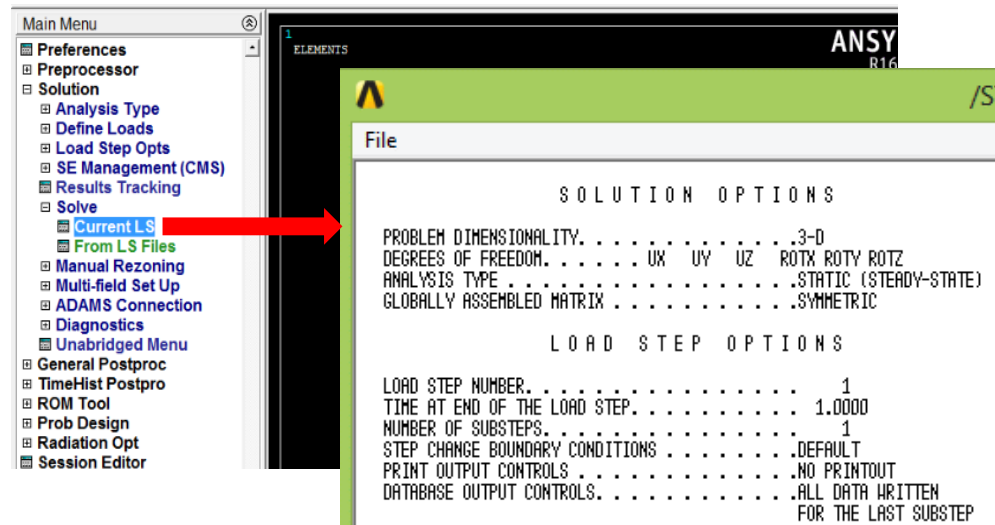 Main Menu
Preferences
Preprocessor
Solution
Analysis Type
Define Loads
Load Step Opts
SE Management (CMS)
Results Tracking
Solve
Current LS
From LS Files
Manual Rezoning
Multi-field Set Up
ADAMS Connection
Diagnostics
Unabridged Menu
General Postproc
TimeHist Postpro
ROM Tool
Prob Design
Radiation Opt
Session Editor
1
ELEMENTS
ANSY
R16
/S
File
S O L U T I O N   O P T I O N S
PROBLEM DIMENSIONALITY. . . . . . . . . . . . .3-D
DEGREES OF FREEDOM. . . . . . UX   UY   UZ   ROTX ROTY ROTZ
ANALYSIS TYPE . . . . . . . . . . . . . . . . .STATIC (STEADY-STATE)
GLOBALLY ASSEMBLED MATRIX . . . . . . . . . . .SYMMETRIC
L O A D   S T E P   O P T I O N S
LOAD STEP NUMBER. . . . . . . . . . . . . . . .     1
TIME AT END OF THE LOAD STEP. . . . . . . . . .  1.0000
NUMBER OF SUBSTEPS. . . . . . . . . . . . . . .     1
STEP CHANGE BOUNDARY CONDITIONS . . . . . . . .DEFAULT
PRINT OUTPUT CONTROLS . . . . . . . . . . . . .NO PRINTOUT
DATABASE OUTPUT CONTROLS. . . . . . . . . . . .ALL DATA WRITTEN
FOR THE LAST SUBSTEP